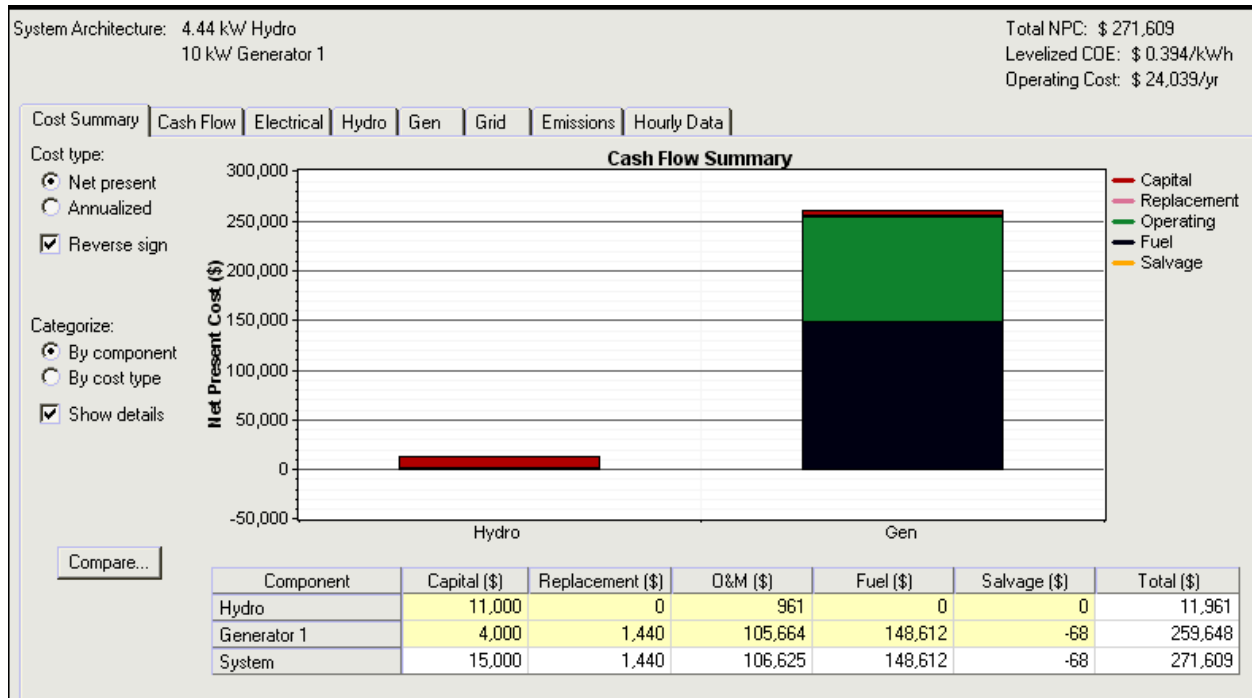 System Architecture: 4.44 kW Hydro
10 kW Generator 1
Total NPC: $ 271,609
Levelized COE: $ 0.394/kWh
Operating Cost: $ 24,039/yr
Cost Summary Cash Flow Electrical Hydro Gen Grid Emissions Hourly Data
Cost type:
Net present
Annualized
Reverse sign
Categorize:
By component
By cost type
Show details
Compare...
Cash Flow Summary
Net Present Cost ($)
300,000
250,000
200,000
150,000
100,000
50,000
0
-50,000
Hydro Gen
Capital
Replacement
Operating
Fuel
Salvage
Component Capital ($) Replacement ($) O&M ($) Fuel ($) Salvage ($) Total ($)
Hydro 11,000 0 961 0 0 11,961
Generator 1 4,000 1,440 105,664 148,612 -68 259,648
System 15,000 1,440 106,625 148,612 -68 271,609